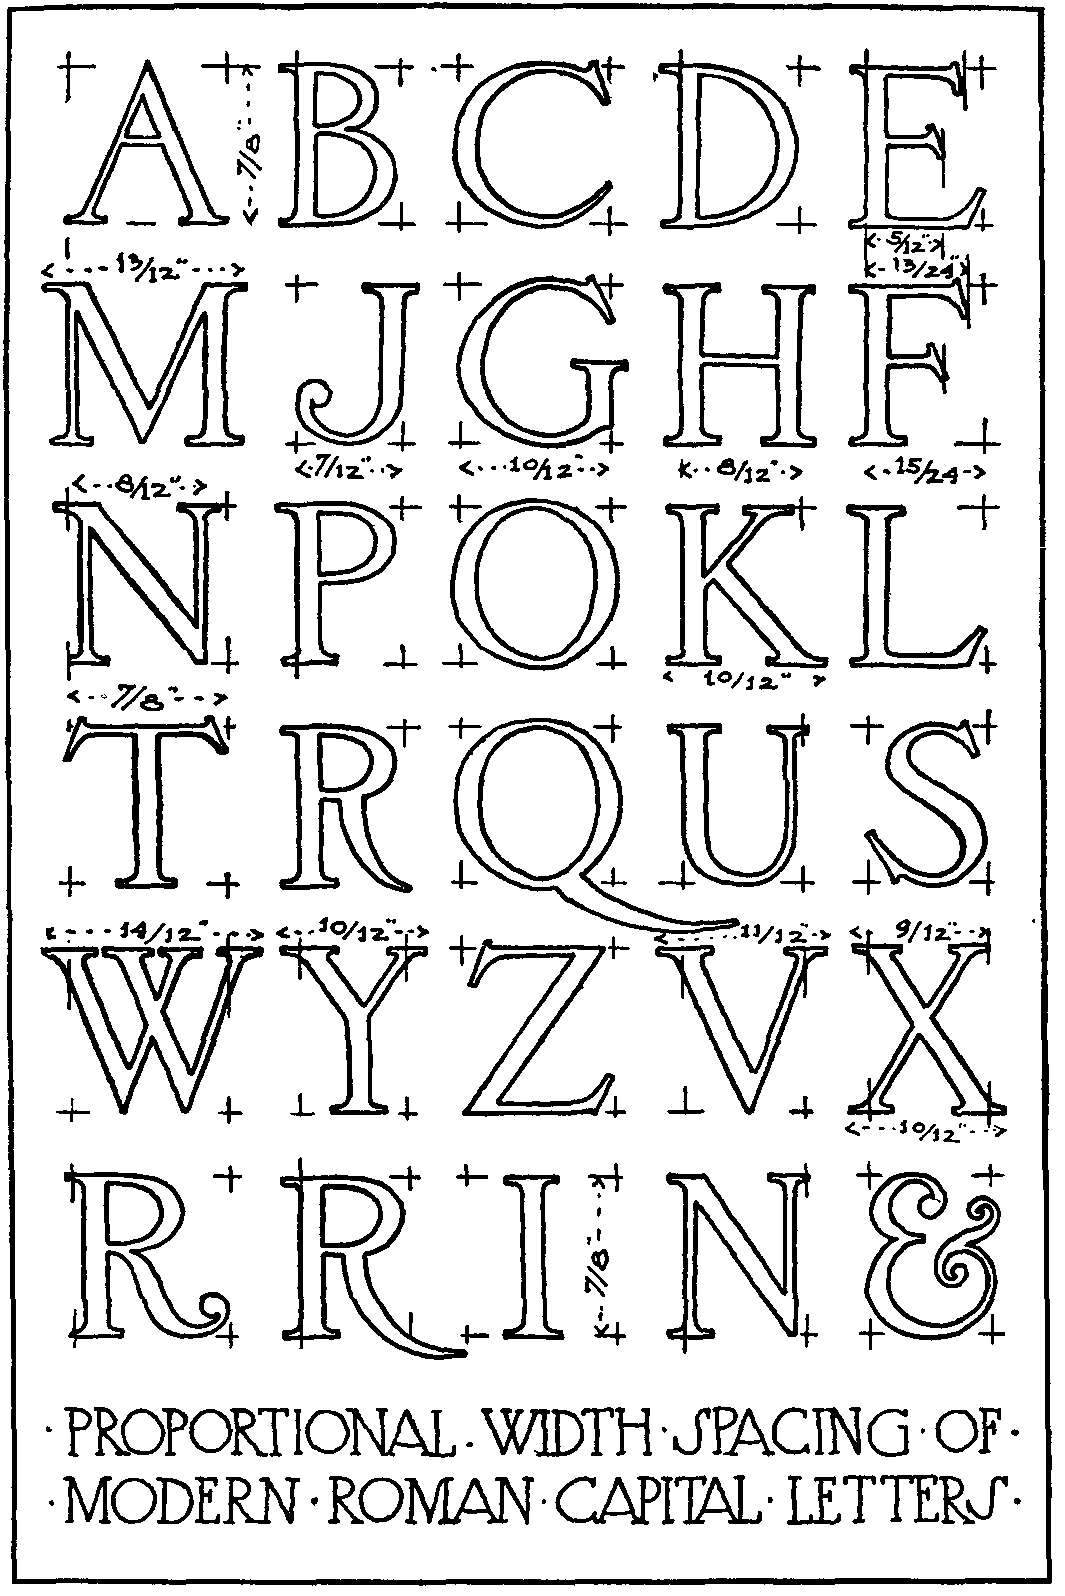 A 7/8" B C D E
5/12"
13/12" 13/24"
M J G H F
8/12" 7/12" 10/12" 8/12" 15/24
N P O K L
7/8" 10/12"
T R Q U S
14/12" 10/12" 11/12" 9/12"
W Y Z V X
10/12"
R R I 7/8" N &
·PROPORTIONAL·WIDTH·SPACING·OF·
·MODERN·ROMAN·CAPITAL·LETTERS·